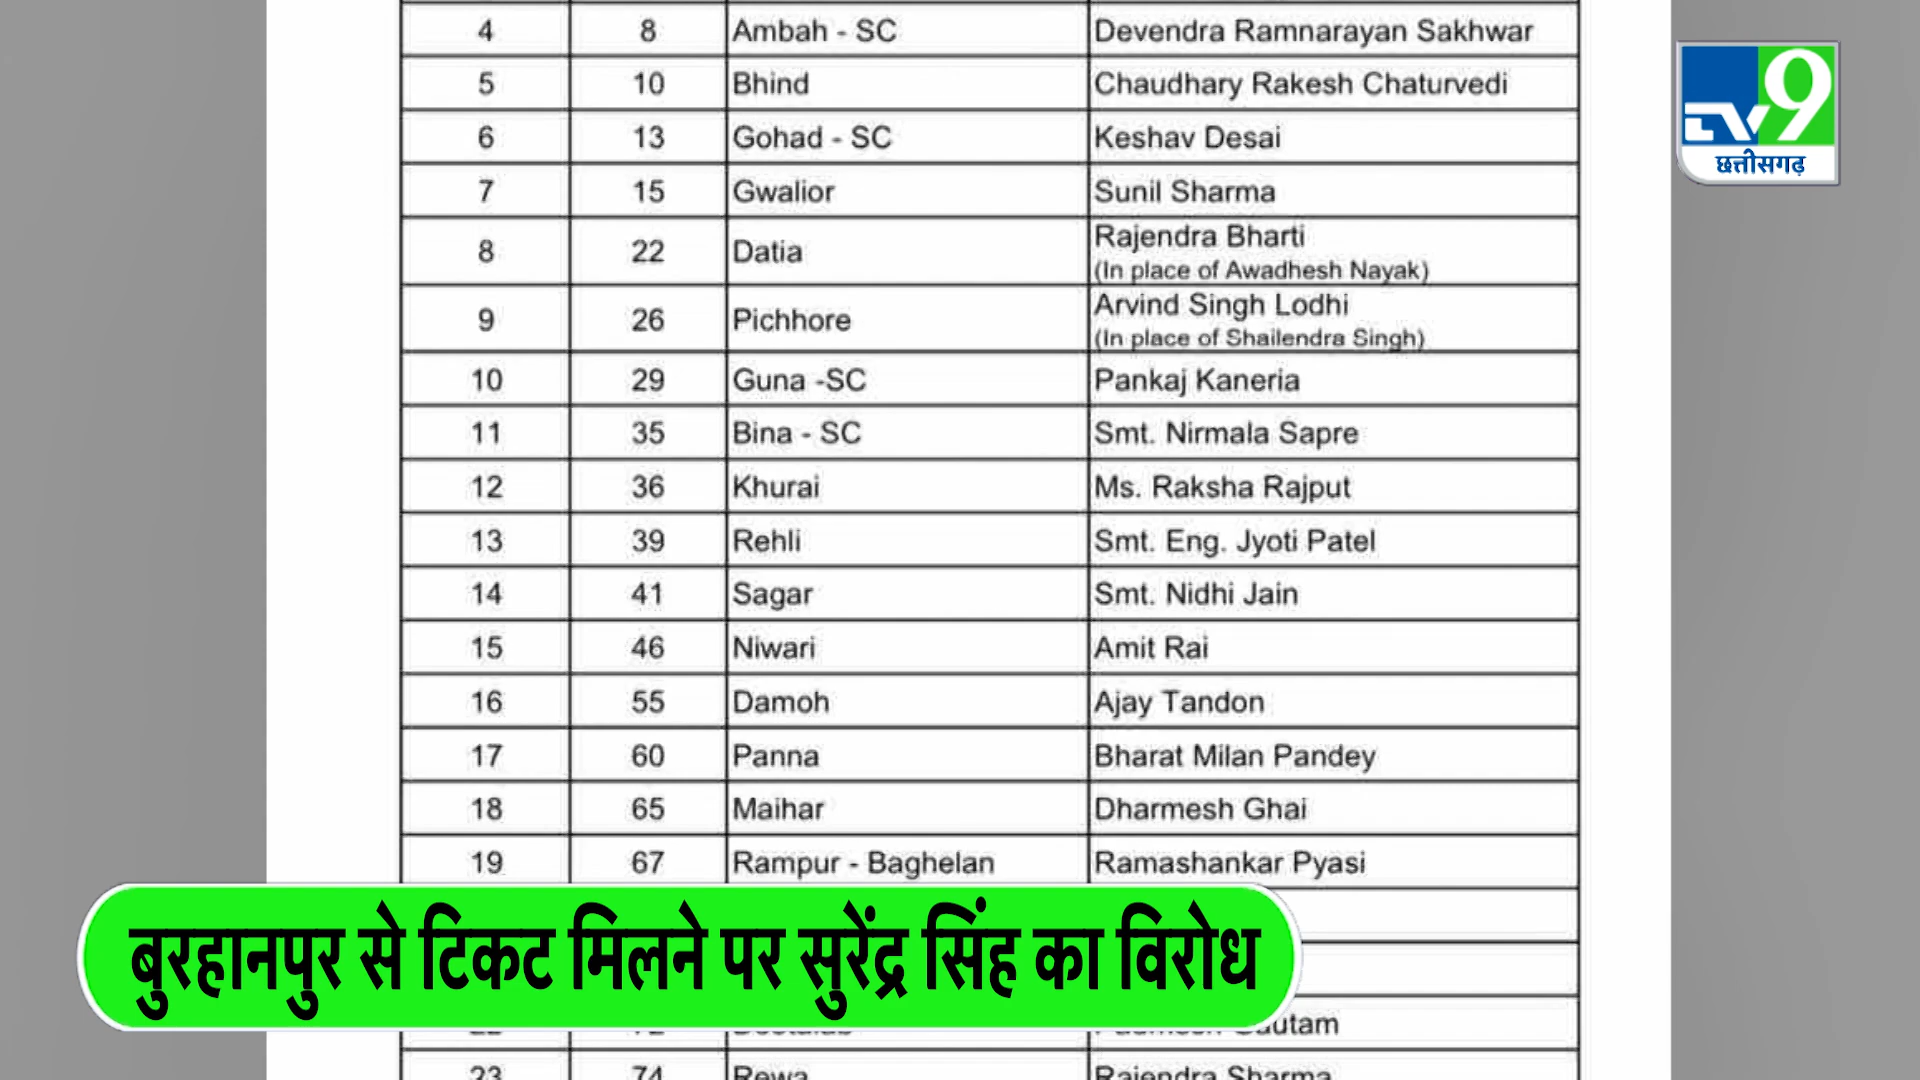 4 8 Ambah - SC Devendra Ramnarayan Sakhwar
5 10 Bhind Chaudhary Rakesh Chaturvedi
6 13 Gohad - SC Keshav Desai
7 15 Gwalior Sunil Sharma
8 22 Datia Rajendra Bharti
(In place of Awadhesh Nayak)
9 26 Pichhore Arvind Singh Lodhi
(In place of Shailendra Singh)
10 29 Guna -SC Pankaj Kaneria
11 35 Bina - SC Smt. Nirmala Sapre
12 36 Khurai Ms. Raksha Rajput
13 39 Rehli Smt. Eng. Jyoti Patel
14 41 Sagar Smt. Nidhi Jain
15 46 Niwari Amit Rai
16 55 Damoh Ajay Tandon
17 60 Panna Bharat Milan Pandey
18 65 Maihar Dharmesh Ghai
19 67 Rampur - Baghelan Ramashankar Pyasi
23 74 Rewa Rajendra Sharma
TV9
छत्तीसगढ़
बुरहानपुर से टिकट मिलने पर सुरेंद्र सिंह का विरोध